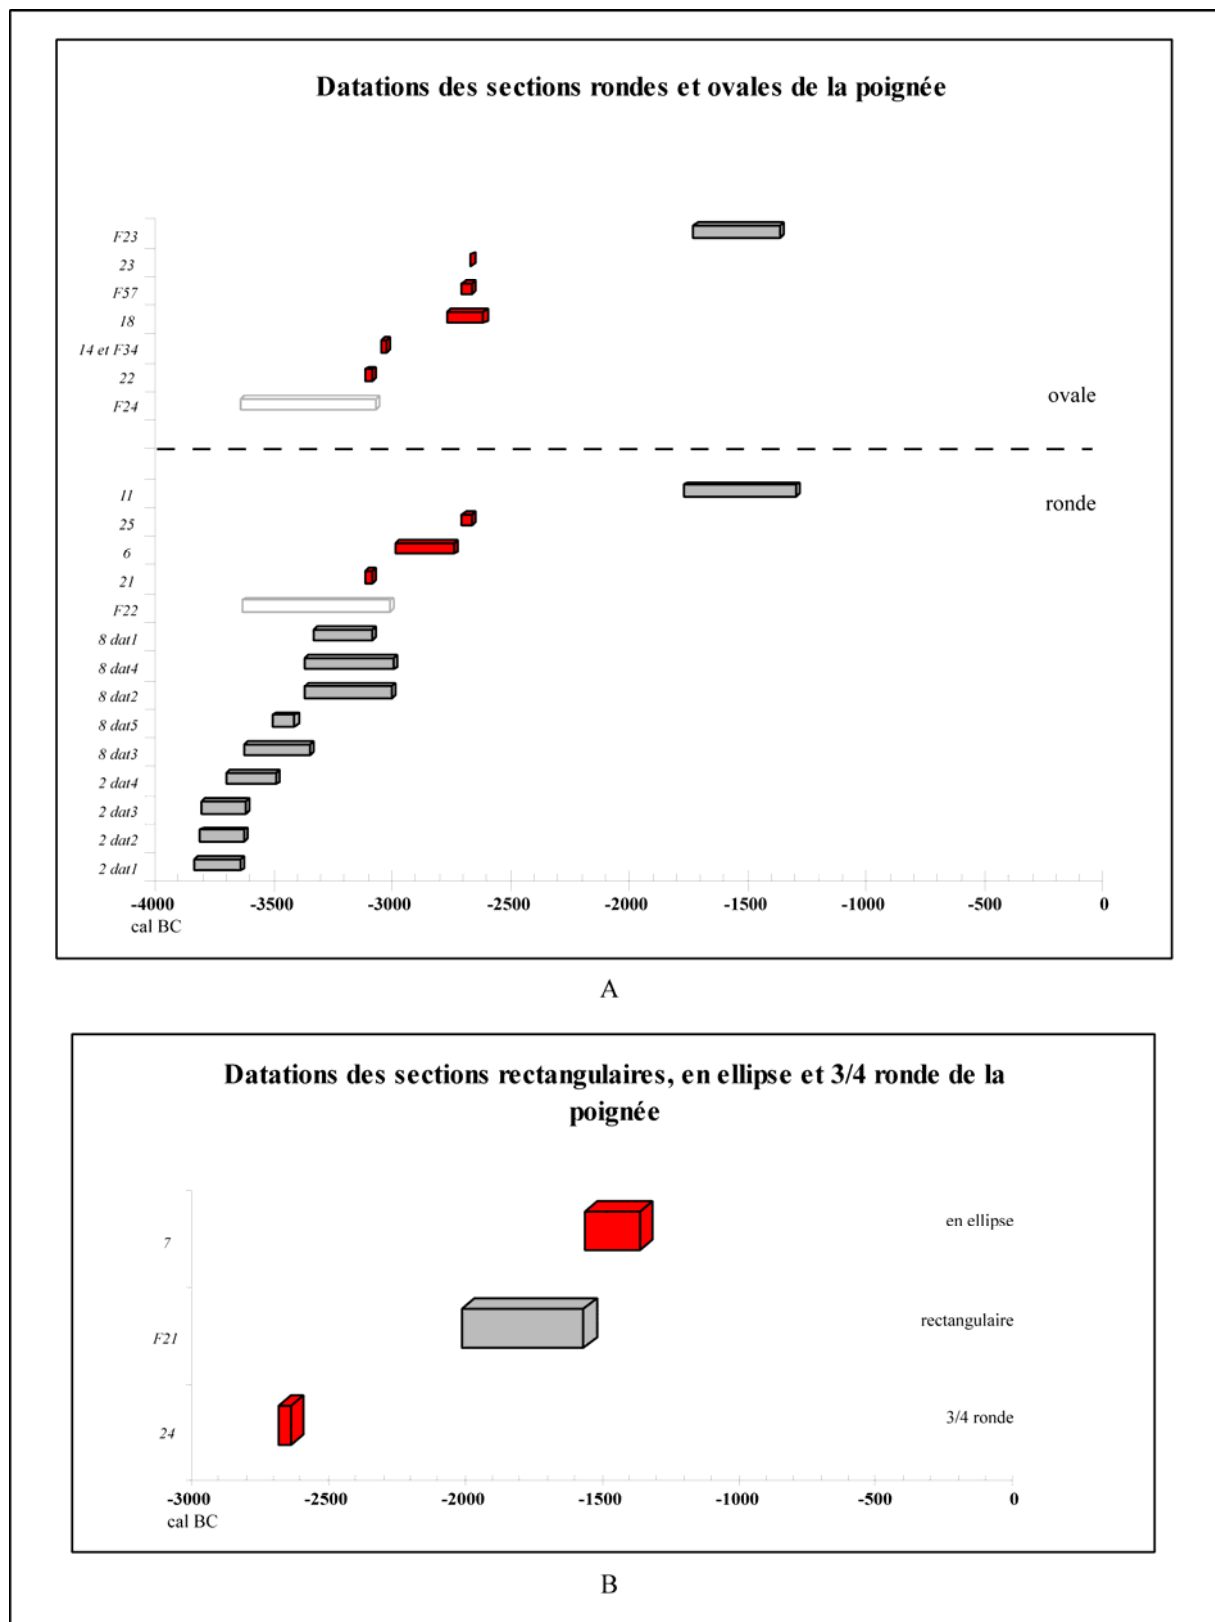 Datations des sections rondes et ovales de la poignée
F23
23
F57
18
14 et F34
22
F24
ovale
11
ronde
25
6
21
F22
8 dat1
8 dat4
8 dat2
8 dat5
8 dat3
2 dat4
2 dat3
2 dat2
2 dat1
-4000 -3500 -3000 -2500 -2000 -1500 -1000 -500 0
cal BC
A
Datations des sections rectangulaires, en ellipse et 3/4 ronde de la
poignée
en ellipse
7
rectangulaire
F21
3/4 ronde
24
-3000 -2500 -2000 -1500 -1000 -500 0
cal BC
B